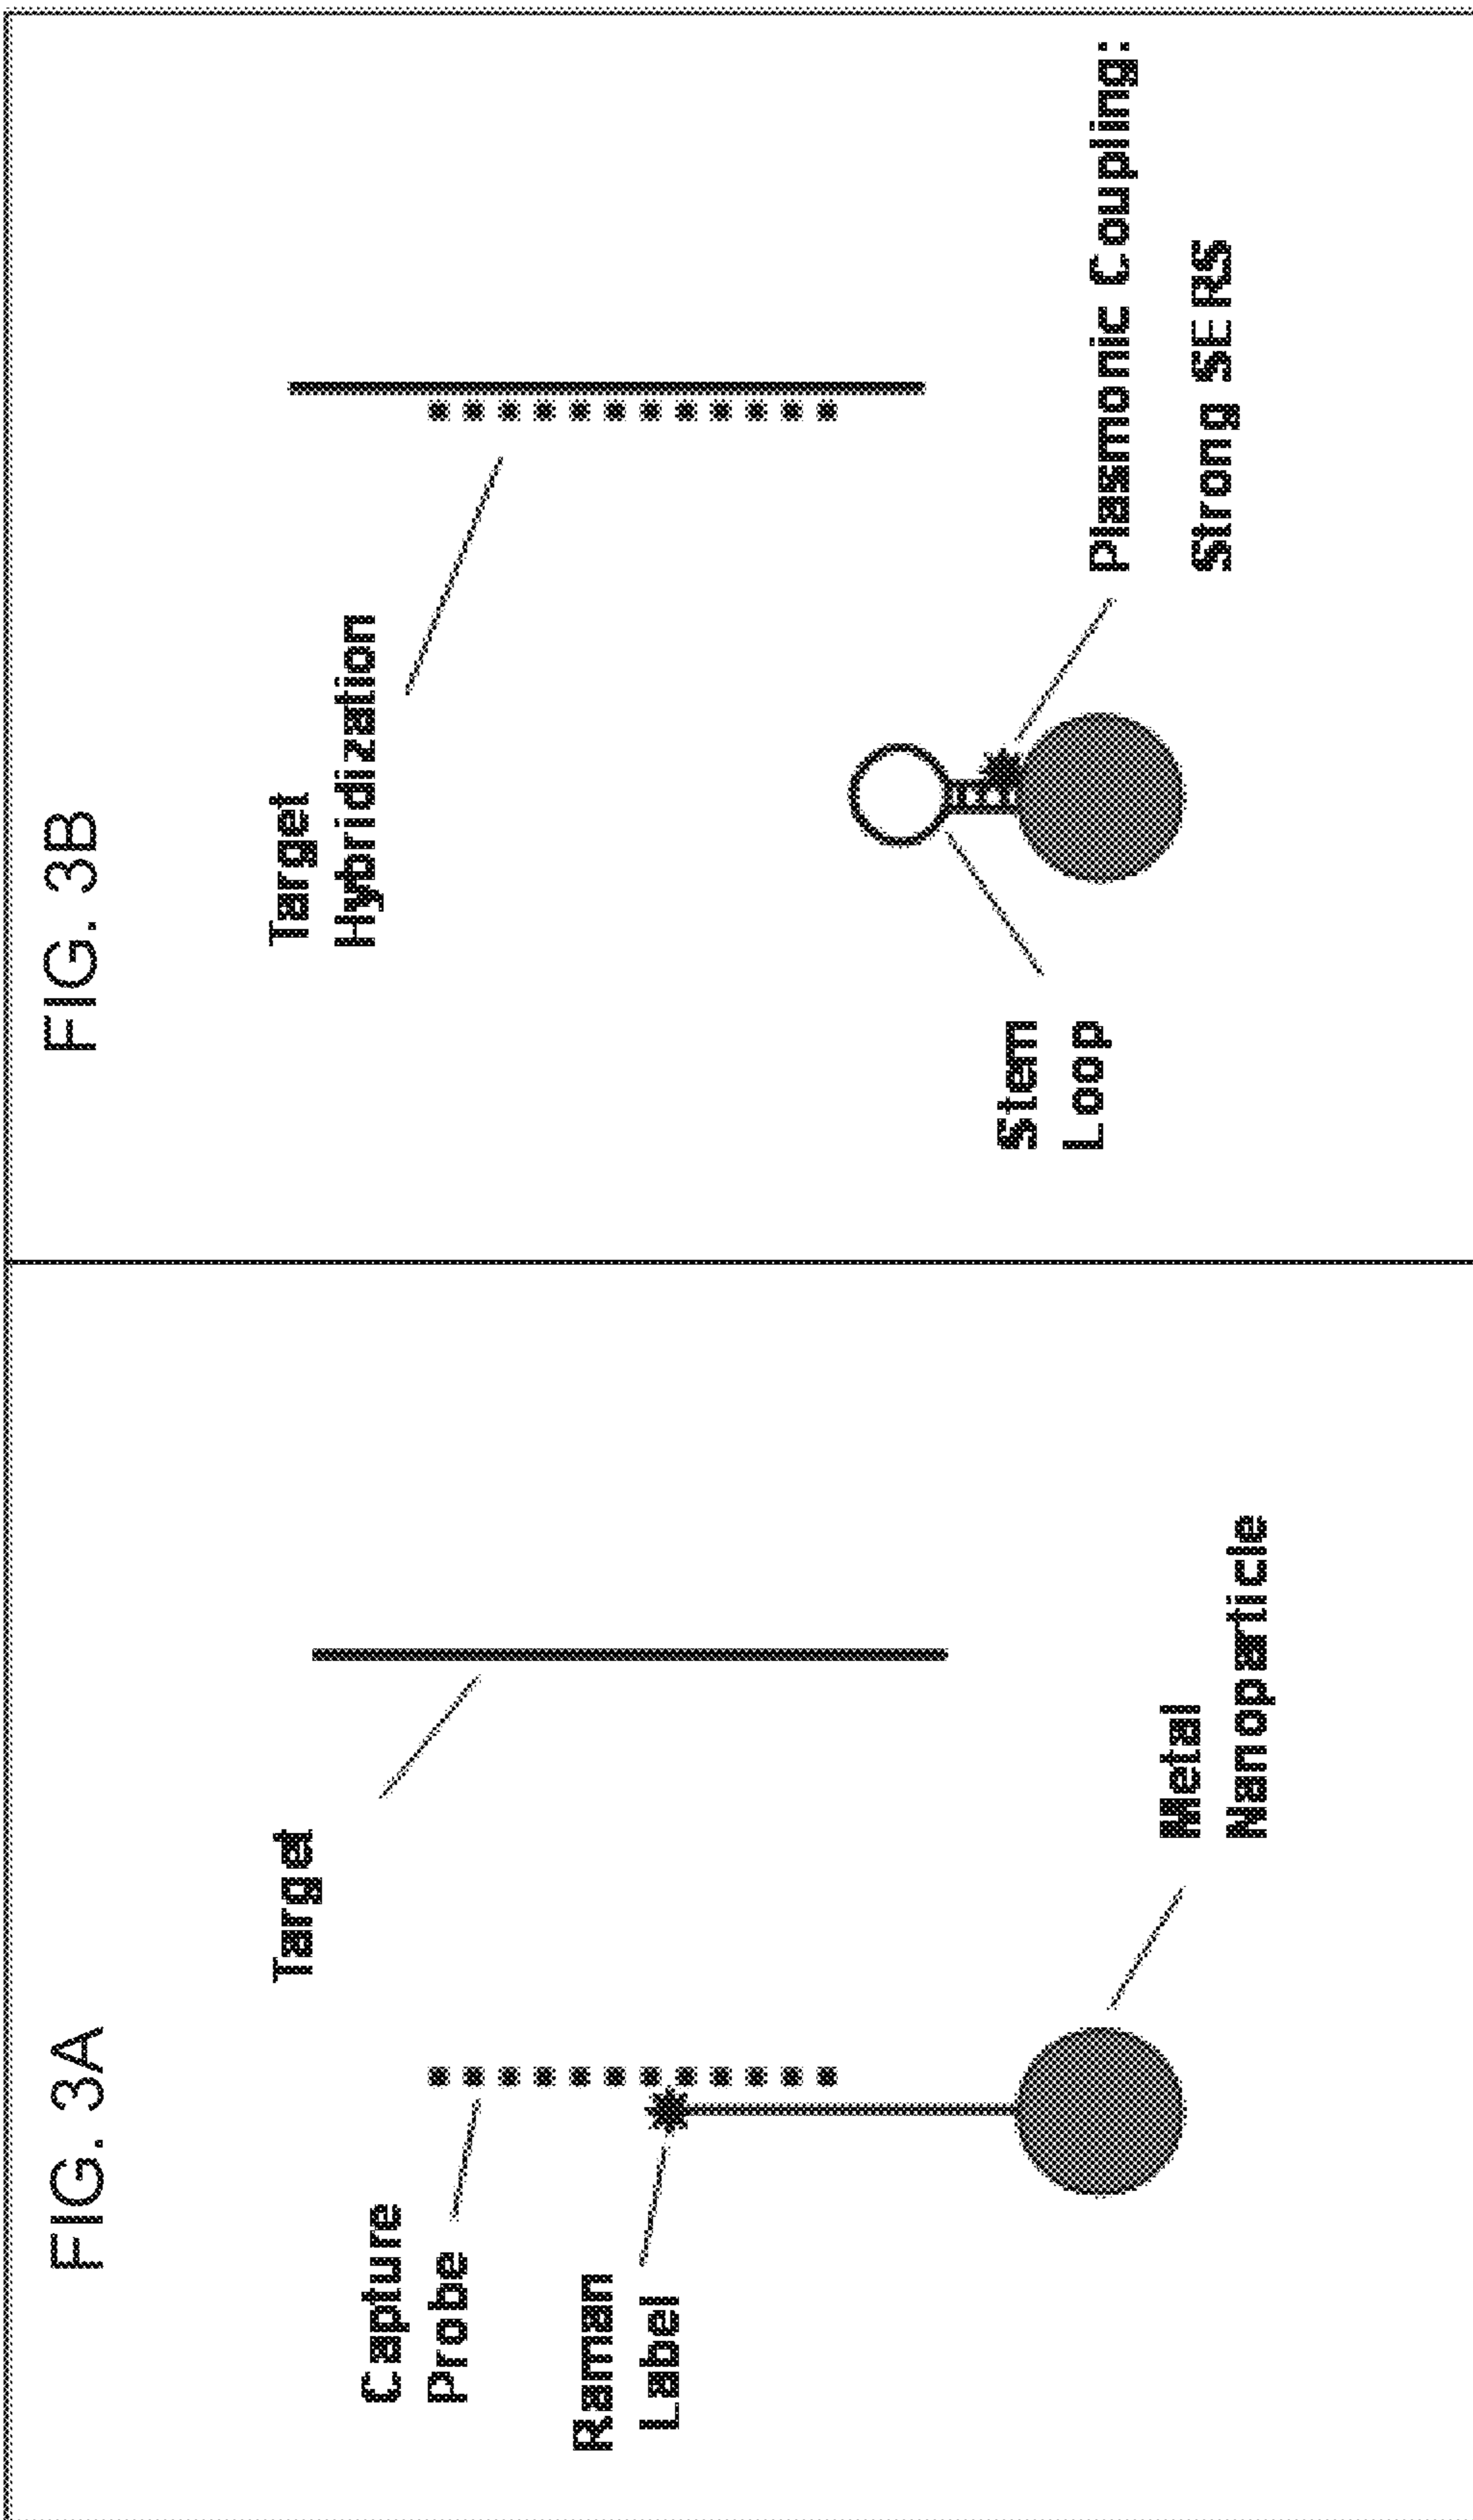 FIG. 3A
Target
Capture
Probe
Raman
Label
Metal
Nanoparticle
FIG. 3B
Target
Hybridization
Stem
Loop
Plasmonic Coupling:
Strong SERS